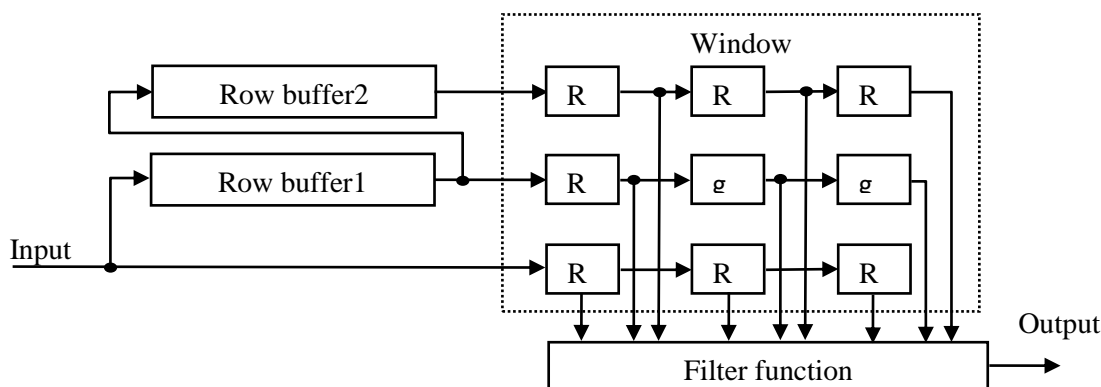 Window
Row buffer2
R
R
R
Row buffer1
R
g
g
Input
R
R
R
Output
Filter function